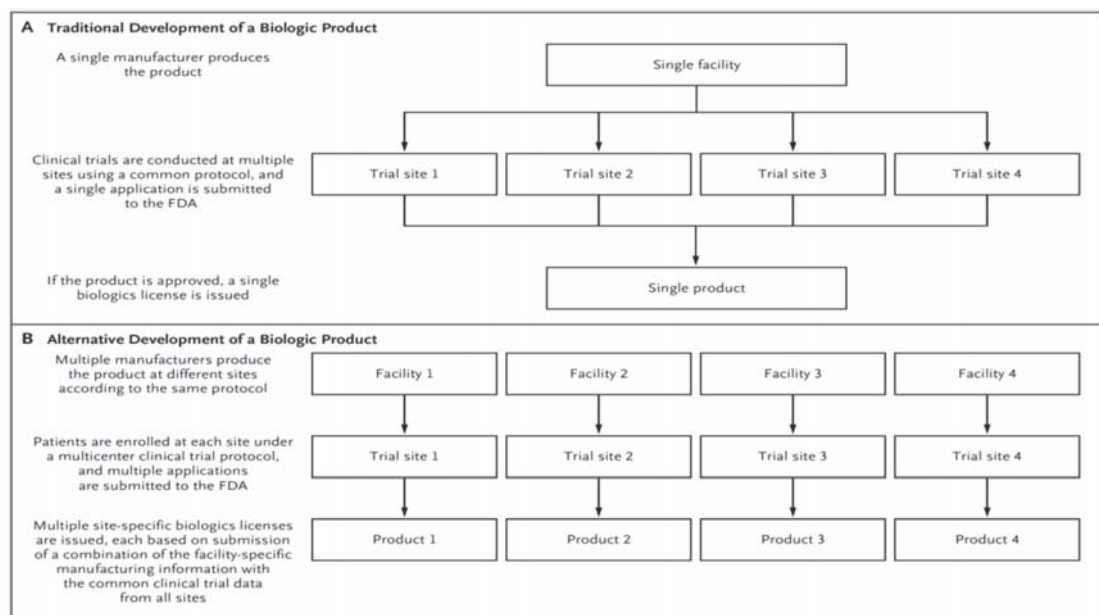 A Traditional Development of a Biologic Product
A single manufacturer produces
the product
Single facility
Clinical trials are conducted at multiple
sites using a common protocol, and
a single application is submitted
to the FDA
Trial site 1
Trial site 2
Trial site 3
Trial site 4
If the product is approved, a single
biologics license is issued
Single product
B Alternative Development of a Biologic Product
Multiple manufacturers produce
the product at different sites
according to the same protocol
Facility 1
Facility 2
Facility 3
Facility 4
Patients are enrolled at each site under
a multicenter clinical trial protocol,
and multiple applications
are submitted to the FDA
Trial site 1
Trial site 2
Trial site 3
Trial site 4
Multiple site-specific biologics licenses
are issued, each based on submission
of a combination of the facility-specific
manufacturing information with
the common clinical trial data
from all sites
Product 1
Product 2
Product 3
Product 4